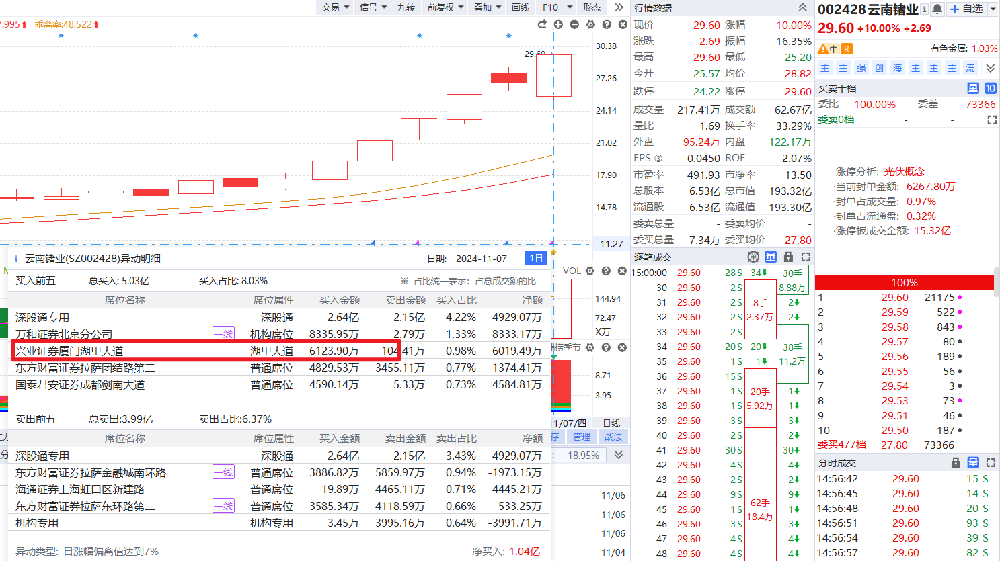 交易 信号 九转 前复权 叠加 画线 F10 形态
7.995 乖离率:48.522
29.60
30.38
27.26
24.14
21.02
17.90
14.78
11.27
VOL
144.94
72.47
X万
捕捞季节
8.71
3.95
11/07/四 日线
存 管理 战法
-18.95%
11/06
11/06
11/06
11/04
云南锗业(SZ002428)异动明细 日期: 2024-11-07 1日
买入前五 总买入: 5.03亿 买入占比: 8.03% ※ 占比统一表示: 占总成交额的比
席位名称 席位属性 买入金额 卖出金额 买入占比 净额
深股通专用 深股通 2.64亿 2.15亿 4.22% 4929.07万
万和证券北京分公司 一线 机构席位 8335.95万 2.79万 1.33% 8333.17万
兴业证券厦门湖里大道 湖里大道 6123.90万 104.41万 0.98% 6019.49万
东方财富证券拉萨团结路第二 普通席位 4829.53万 3455.11万 0.77% 1374.41万
国泰君安证券成都剑南大道 普通席位 4590.14万 5.33万 0.73% 4584.81万
卖出前五 总卖出:3.99亿 卖出占比:6.37%
席位名称 席位属性 买入金额 卖出金额 卖出占比 净额
深股通专用 深股通 2.64亿 2.15亿 3.43% 4929.07万
东方财富证券拉萨金融城南环路 一线 普通席位 3886.82万 5859.97万 0.94% -1973.15万
海通证券上海虹口区新建路 普通席位 19.89万 4465.11万 0.71% -4445.21万
东方财富证券拉萨东环路第二 一线 普通席位 3585.34万 4118.59万 0.66% -533.25万
机构专用 机构专用 3.45万 3995.16万 0.64% -3991.71万
异动类型: 日涨幅偏离值达到7% 净买入: 1.04亿
行情数据
现价 29.60 涨幅 10.00%
涨跌 2.69 振幅 16.35%
最高 29.60 最低 25.20
今开 25.57 均价 28.82
跌停 24.22 涨停 29.60
成交量 217.41万 成交额 62.67亿
量比 1.69 换手率 33.29%
外盘 95.24万 内盘 122.17万
EPS ③ 0.0450 ROE 2.07%
市盈率 491.93 市净率 13.50
总股本 6.53亿 总市值 193.32亿
流通股 6.53亿 流通值 193.30亿
委卖总量 - 委卖均价 -
委买总量 7.34万 委买均价 27.80
逐笔成交 单 量
15:00:00 29.60 28 S 34
30 29.60 2 S
31 29.60 2 S
32 29.60 2 S
33 29.60 2 S
34 29.60 20 S 20
35 29.60 1 S 1
36 29.60 15 S
37 29.60 1 S
38 29.60 1 S
39 29.60 3 S
40 29.60 2 S
41 29.60 30 S
42 29.60 4 S
43 29.60 2 S
44 29.60 9 S
45 29.60 1 S
46 29.60 3 S
47 29.60 4 S
48 29.60 4 S
8手
2.37万
20手
5.92万
62手
18.4万
30手
8.88万
2
2
38手
11.2万
1
1
3
2
30
4
2
9
1
3
4
4
002428 云南锗业 自选
29.60 +10.00% +2.69
中 R 有色金属: 1.03%
主 主 强 创 海 主 主 主 流
买卖十档 量 10
委比 100.00% 委差 73366
委卖0档 - -
涨停分析: 光伏概念
·当前封单金额: 6267.80万
·封单占成交量: 0.97%
·封单占流通盘: 0.32%
·涨停板成交金额: 15.32亿
100%
1 29.60 21175
2 29.59 522
3 29.58 843
4 29.57 80
5 29.56 189
6 29.55 56
7 29.54 3
8 29.53 73
9 29.51 46
10 29.50 187
委买477档 27.80 73366
分时成交 量
14:56:42 29.60 15 S
14:56:45 29.60 14 S
14:56:48 29.60 20 S
14:56:51 29.60 93 S
14:56:54 29.60 39 S
14:56:57 29.60 82 S